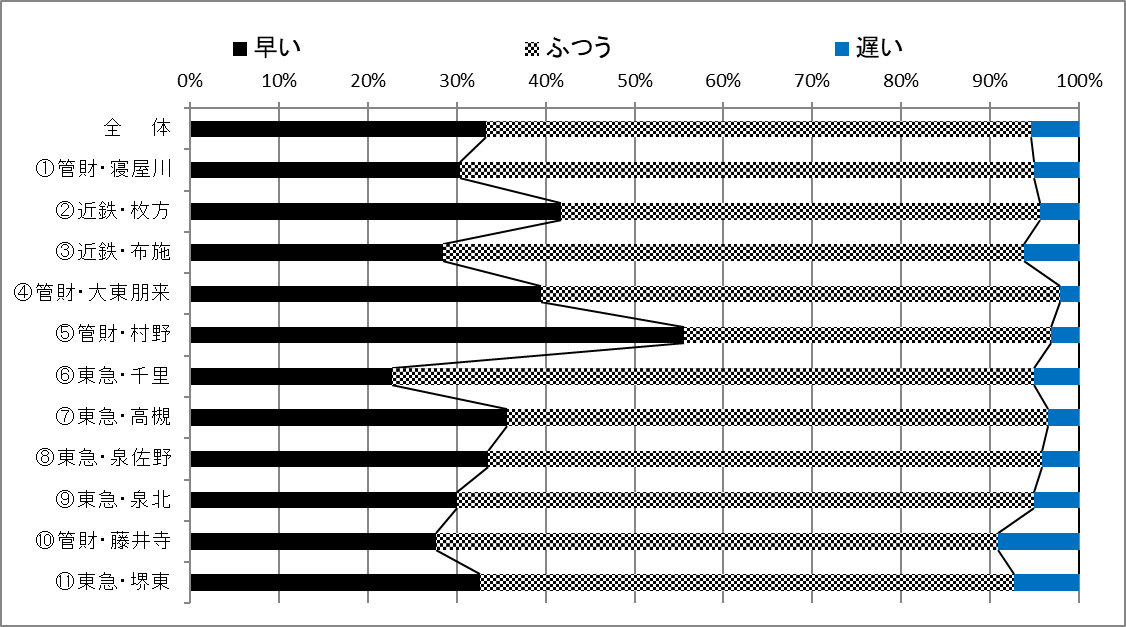 早い ふつう 遅い
0% 10% 20% 30% 40% 50% 60% 70% 80% 90% 100%
全 体
①管財・寝屋川
②近鉄・枚方
③近鉄・布施
④管財・大東朋来
⑤管財・村野
⑥東急・千里
⑦東急・高槻
⑧東急・泉佐野
⑨東急・泉北
⑩管財・藤井寺
⑪東急・堺東